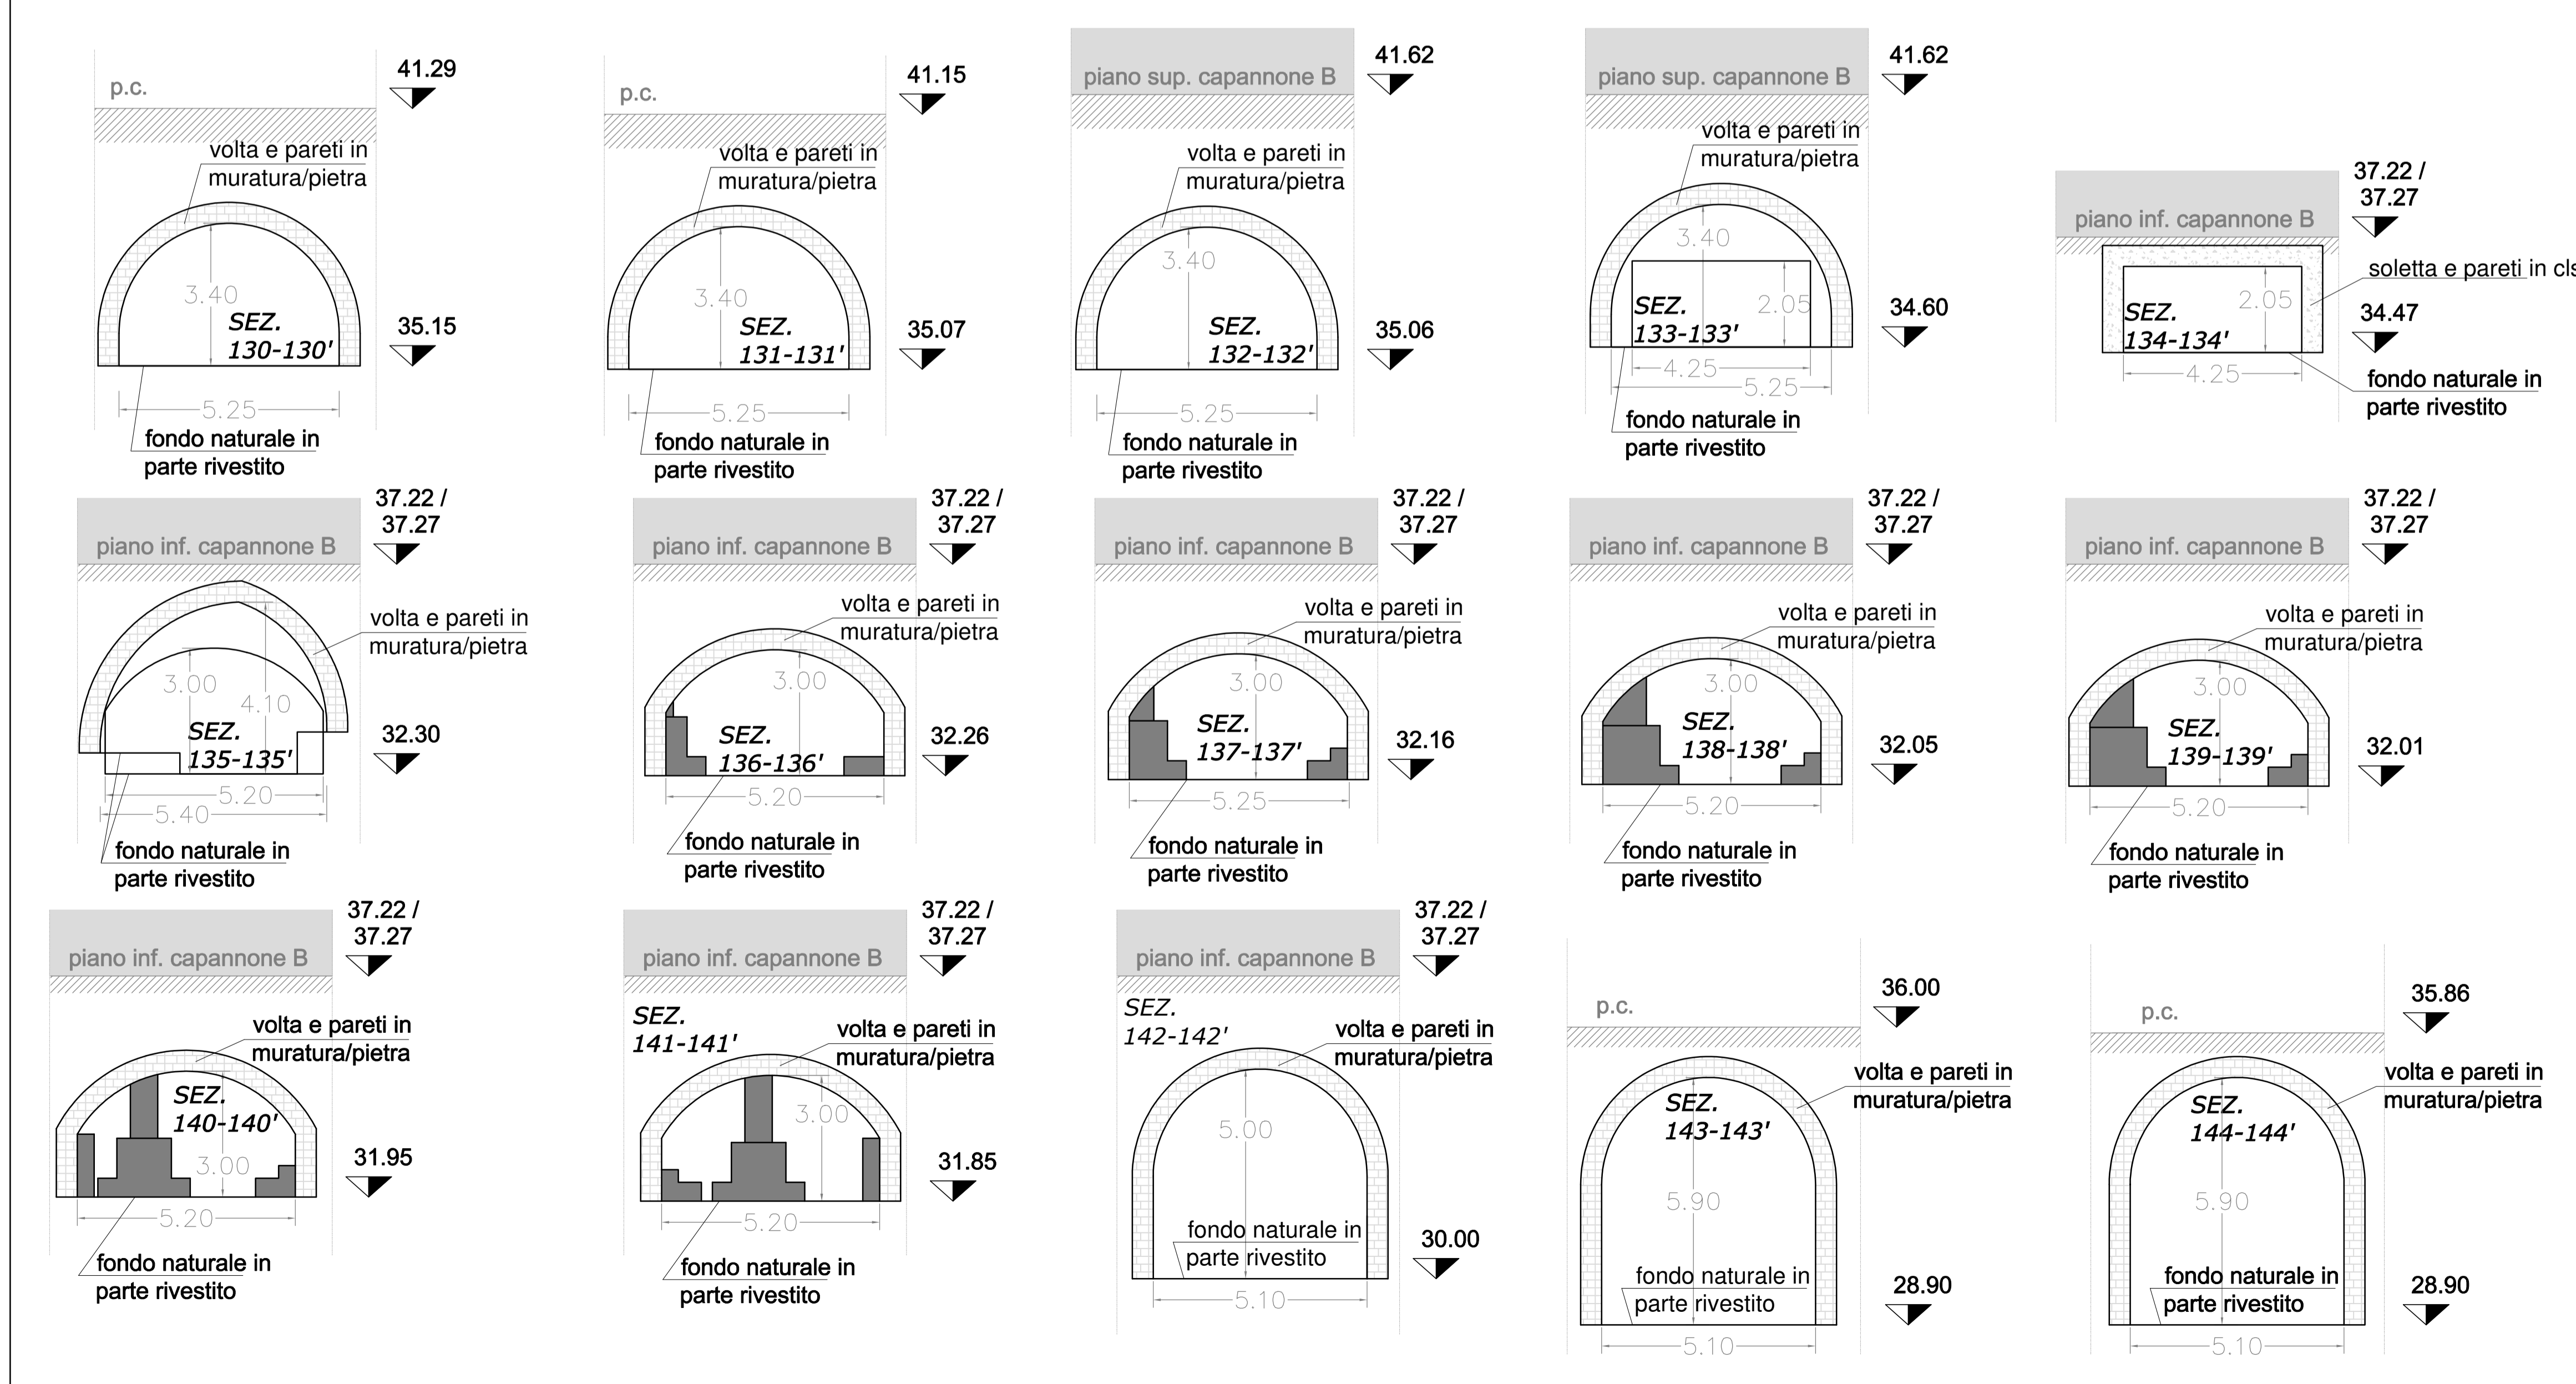 p.c.
41.29
volta e pareti in
muratura/pietra
3.40
SEZ.
130-130'
35.15
5.25
fondo naturale in
parte rivestito
p.c.
41.15
volta e pareti in
muratura/pietra
3.40
SEZ.
131-131'
35.07
5.25
fondo naturale in
parte rivestito
piano sup. capannone B
41.62
volta e pareti in
muratura/pietra
3.40
SEZ.
132-132'
35.06
5.25
fondo naturale in
parte rivestito
piano sup. capannone B
41.62
volta e pareti in
muratura/pietra
3.40
SEZ.
133-133'
2.05
34.60
4.25
5.25
fondo naturale in
parte rivestito
37.22 /
37.27
piano inf. capannone B
soletta e pareti in cls
2.05
SEZ.
134-134'
34.47
4.25
fondo naturale in
parte rivestito
37.22 /
37.27
piano inf. capannone B
volta e pareti in
muratura/pietra
3.00
4.10
SEZ.
135-135'
32.30
5.20
5.40
fondo naturale in
parte rivestito
37.22 /
37.27
piano inf. capannone B
volta e pareti in
muratura/pietra
3.00
SEZ.
136-136'
32.26
5.20
fondo naturale in
parte rivestito
37.22 /
37.27
piano inf. capannone B
volta e pareti in
muratura/pietra
3.00
SEZ.
137-137'
32.16
5.25
fondo naturale in
parte rivestito
37.22 /
37.27
piano inf. capannone B
volta e pareti in
muratura/pietra
3.00
SEZ.
138-138'
32.05
5.20
fondo naturale in
parte rivestito
37.22 /
37.27
piano inf. capannone B
volta e pareti in
muratura/pietra
3.00
SEZ.
139-139'
32.01
5.20
fondo naturale in
parte rivestito
37.22 /
37.27
piano inf. capannone B
volta e pareti in
muratura/pietra
SEZ.
140-140'
3.00
31.95
5.20
fondo naturale in
parte rivestito
37.22 /
37.27
piano inf. capannone B
SEZ.
141-141'
volta e pareti in
muratura/pietra
3.00
31.85
5.20
fondo naturale in
parte rivestito
37.22 /
37.27
piano inf. capannone B
SEZ.
142-142'
volta e pareti in
muratura/pietra
5.00
fondo naturale in
parte rivestito
30.00
5.10
36.00
p.c.
volta e pareti in
muratura/pietra
SEZ.
143-143'
5.90
fondo naturale in
parte rivestito
28.90
5.10
35.86
p.c.
volta e pareti in
muratura/pietra
SEZ.
144-144'
5.90
fondo naturale in
parte rivestito
28.90
5.10